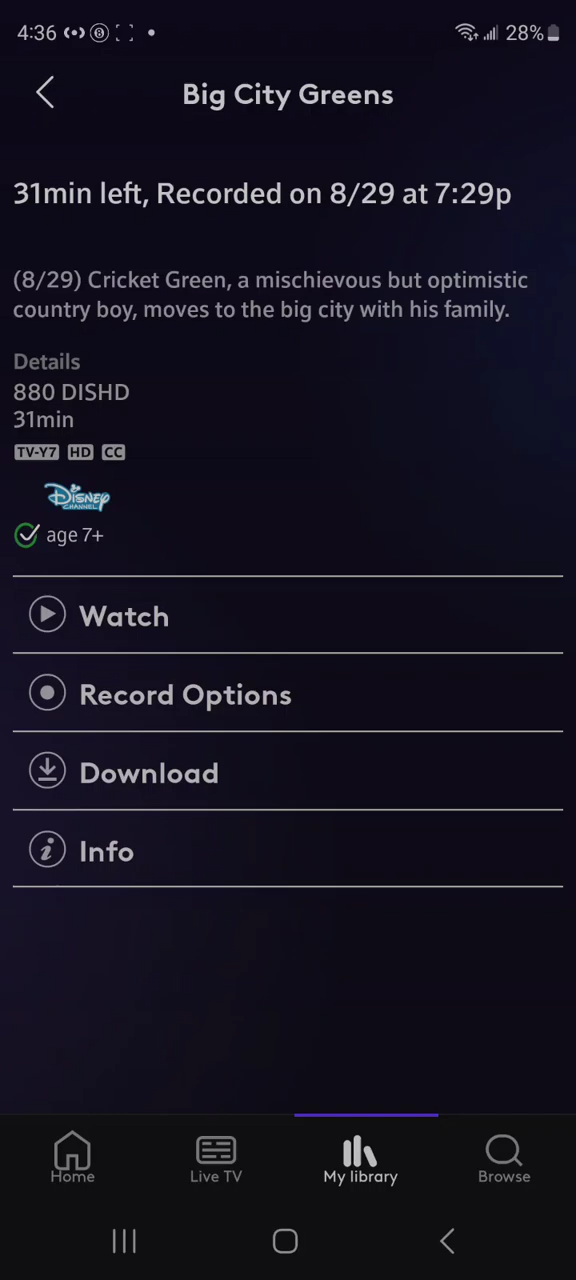 4:36
28%
Big City Greens
31min left, Recorded on 8/29 at 7:29p
(8/29) Cricket Green, a mischievous but optimistic
country boy, moves to the big city with his family.
Details
880 DISHD
31min
TV-Y7 HD CC
Disney
CHANNEL
age 7+
Watch
Record Options
Download
Info
Home
Live TV
My library
Browse